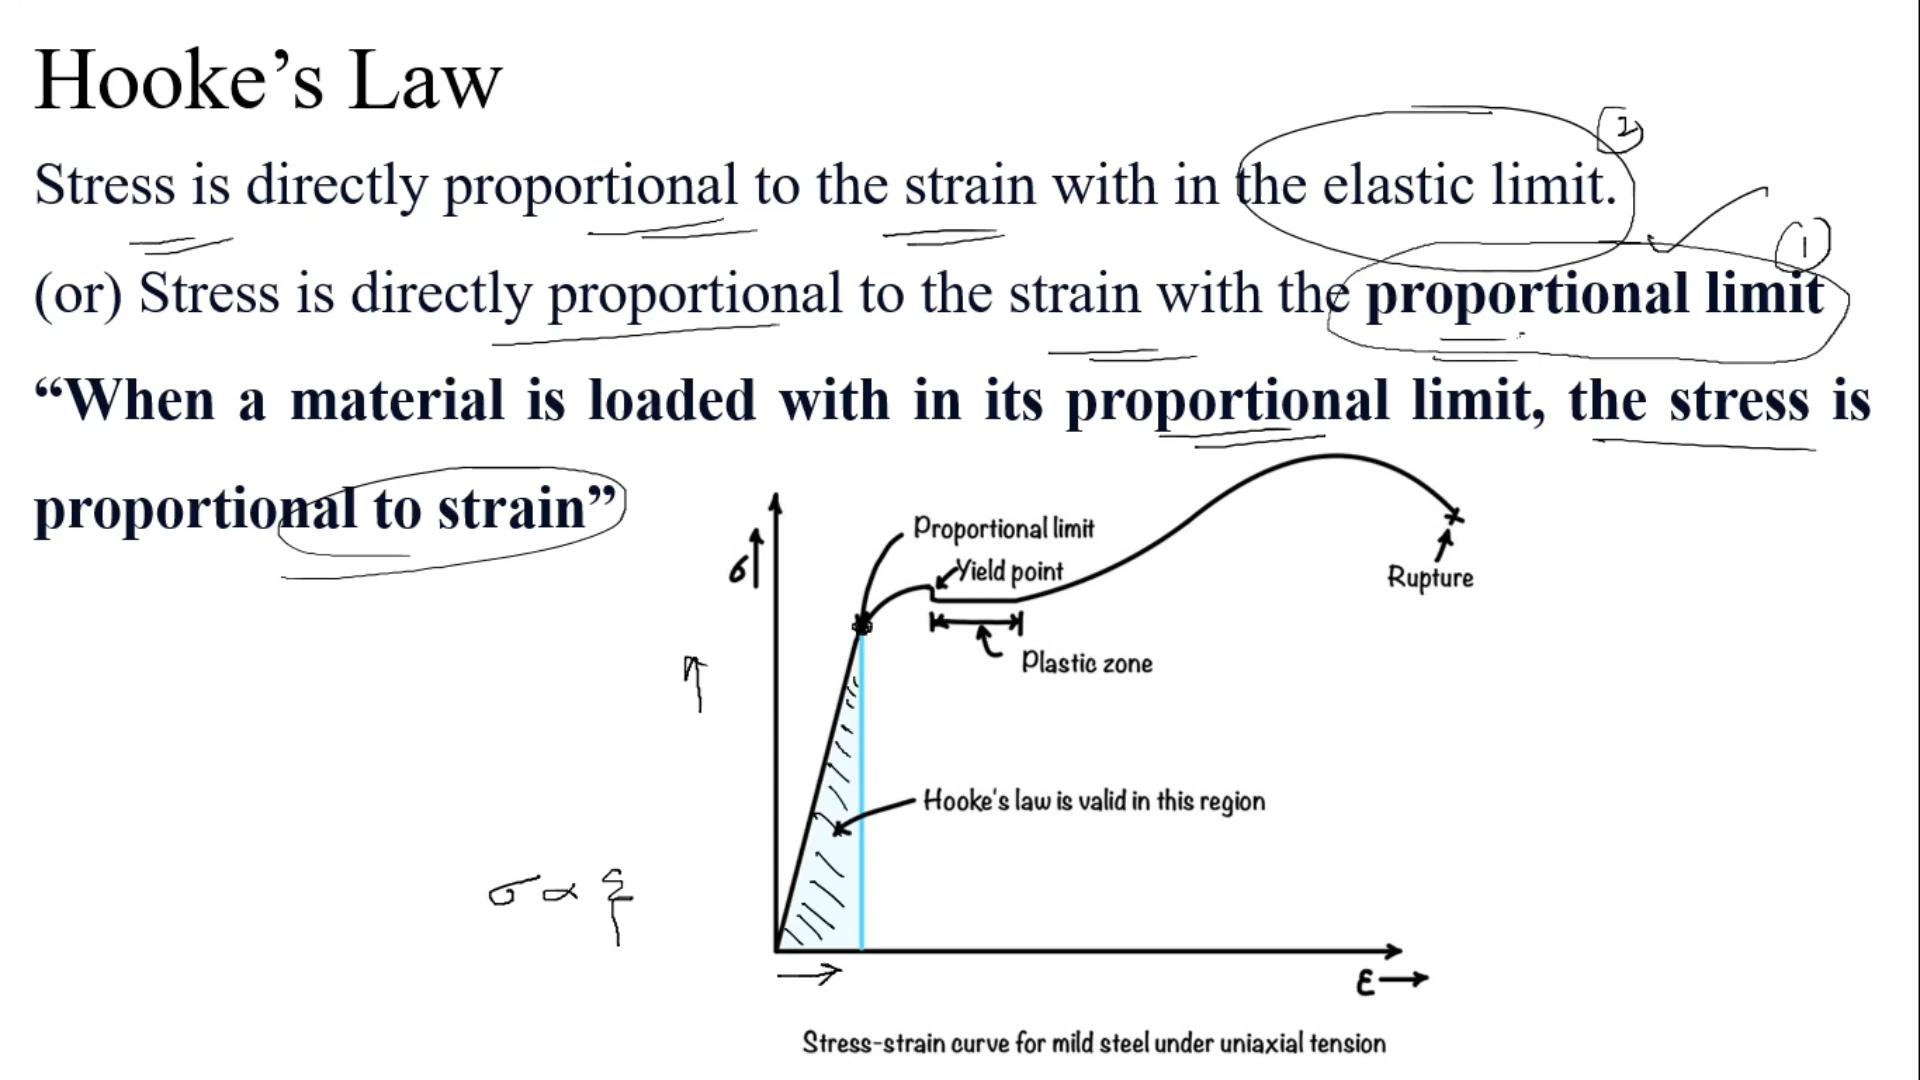 Hooke’s Law
2
Stress is directly proportional to the strain with in the elastic limit.
1
(or) Stress is directly proportional to the strain with the proportional limit
“When a material is loaded with in its proportional limit, the stress is
proportional to strain”
Proportional limit
σ
Yield point
Rupture
Plastic zone
Hooke's law is valid in this region
σ ∝ ε
ε
Stress-strain curve for mild steel under uniaxial tension